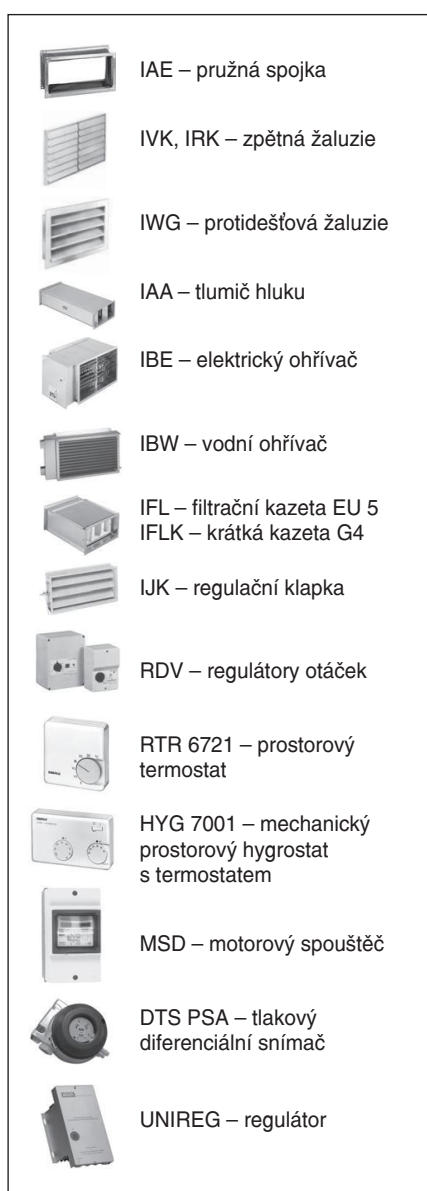 IAE – pružná spojka
IVK, IRK – zpětná žaluzie
IWG – protidešťová žaluzie
IAA – tlumič hluku
IBE – elektrický ohřívač
IBW – vodní ohřívač
IFL – filtrační kazeta EU 5
IFLK – krátká kazeta G4
IJK – regulační klapka
RDV – regulátory otáček
RTR 6721 – prostorový
termostat
HYG 7001 – mechanický
prostorový hygrostat
s termostatem
MSD – motorový spouštěč
DTS PSA – tlakový
diferenciální snímač
UNIREG – regulátor